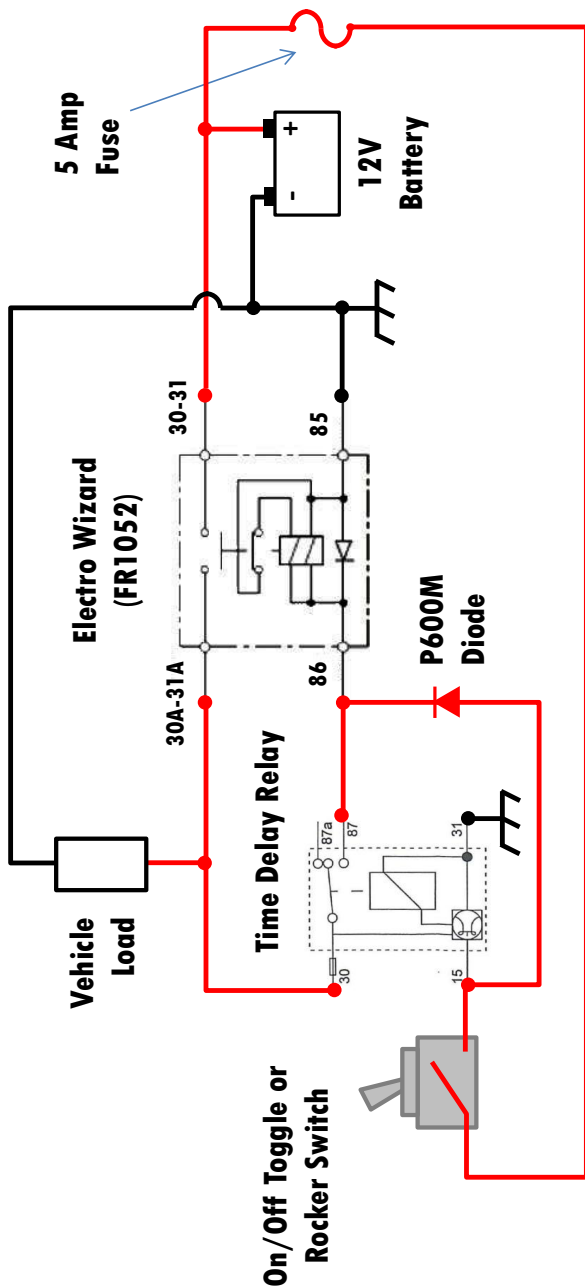 5 Amp
Fuse
+
-
12V
Battery
Electro Wizard
(FR1052)
30-31
85
30A-31A
86
P600M
Diode
Vehicle
Load
Time Delay Relay
87a
87
31
30
15
On/Off Toggle or
Rocker Switch